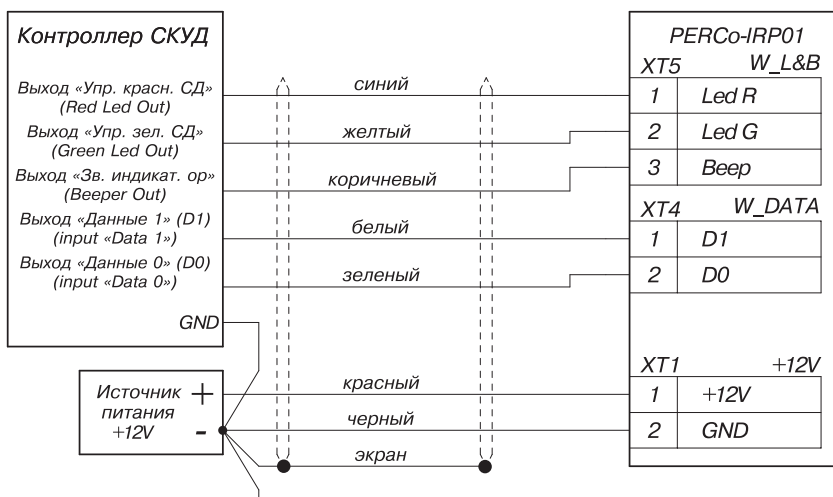 Контроллер СКУД
Выход «Упр. красн. СД»
(Red Led Out)
Выход «Упр. зел. СД»
(Green Led Out)
Выход «Зв. индикат. ор»
(Beeper Out)
Выход «Данные 1» (D1)
(input «Data 1»)
Выход «Данные 0» (D0)
(input «Data 0»)
GND
Источник +
питания
+12V -
синий
желтый
коричневый
белый
зеленый
красный
черный
экран
PERCo-IRP01
XT5 W_L&B
1 Led R
2 Led G
3 Beep
XT4 W_DATA
1 D1
2 D0
XT1 +12V
1 +12V
2 GND